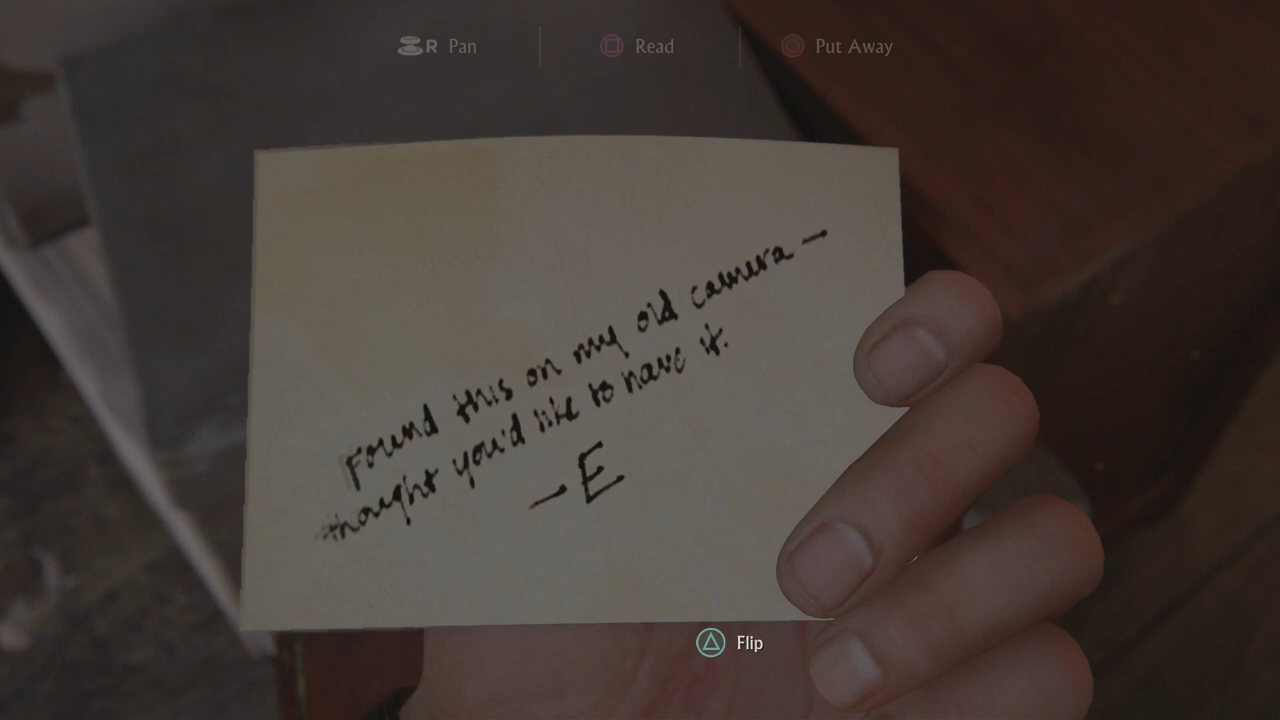 R Pan
Read
Put Away
Found this on my old camera —
thought you'd like to have it.
— E
Flip